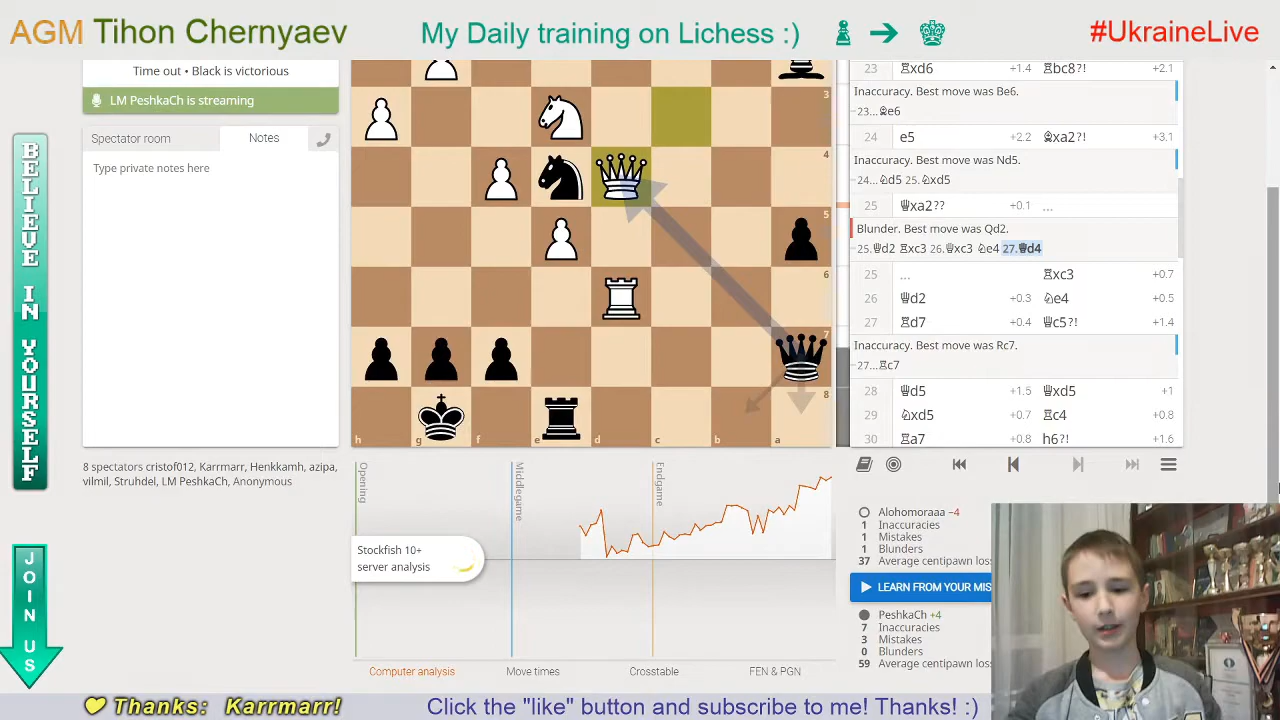 AGM Tihon Chernyaev
My Daily training on Lichess :)
#UkraineLive
BELIEVE IN YOURSELF
JOIN US
Time out • Black is victorious
LM PeshkaCh is streaming
Spectator room
Notes
Type private notes here
8 spectators cristof012, Karrmarr, Henkkamh, azipa,
vilmil, Struhdel, LM PeshkaCh, Anonymous
3
4
5
6
7
8
h g f e d c b a
23 ♖xd6 +1.4 ♖bc8?! +2.1
Inaccuracy. Best move was Be6.
23...♗e6
24 e5 +2.2 ♗xa2?! +3.1
Inaccuracy. Best move was Nd5.
24...♘d5 25.♘xd5
25 ♕xa2?? +0.1 ...
Blunder. Best move was Qd2.
25.♕d2 ♖xc3 26.♕xc3 ♘e4 27.♕d4
25 ... ♖xc3 +0.7
26 ♕d2 +0.3 ♘e4 +0.5
27 ♖d7 +0.4 ♕c5?! +1.4
Inaccuracy. Best move was Rc7.
27...♖c7
28 ♕d5 +1.5 ♕xd5 +1
29 ♘xd5 +0.7 ♖c4 +0.8
30 ♖a7 +0.8 h6?! +1.6
Opening
Middlegame
Endgame
Stockfish 10+
server analysis
Computer analysis
Move times
Crosstable
FEN & PGN
Alohomoraaa −4
1 Inaccuracies
1 Mistakes
1 Blunders
37 Average centipawn loss
LEARN FROM YOUR MIS
PeshkaCh +4
7 Inaccuracies
3 Mistakes
0 Blunders
59 Average centipawn loss
Thanks: Karrmarr!
Click the "like" button and subscribe to me! Thanks! :)